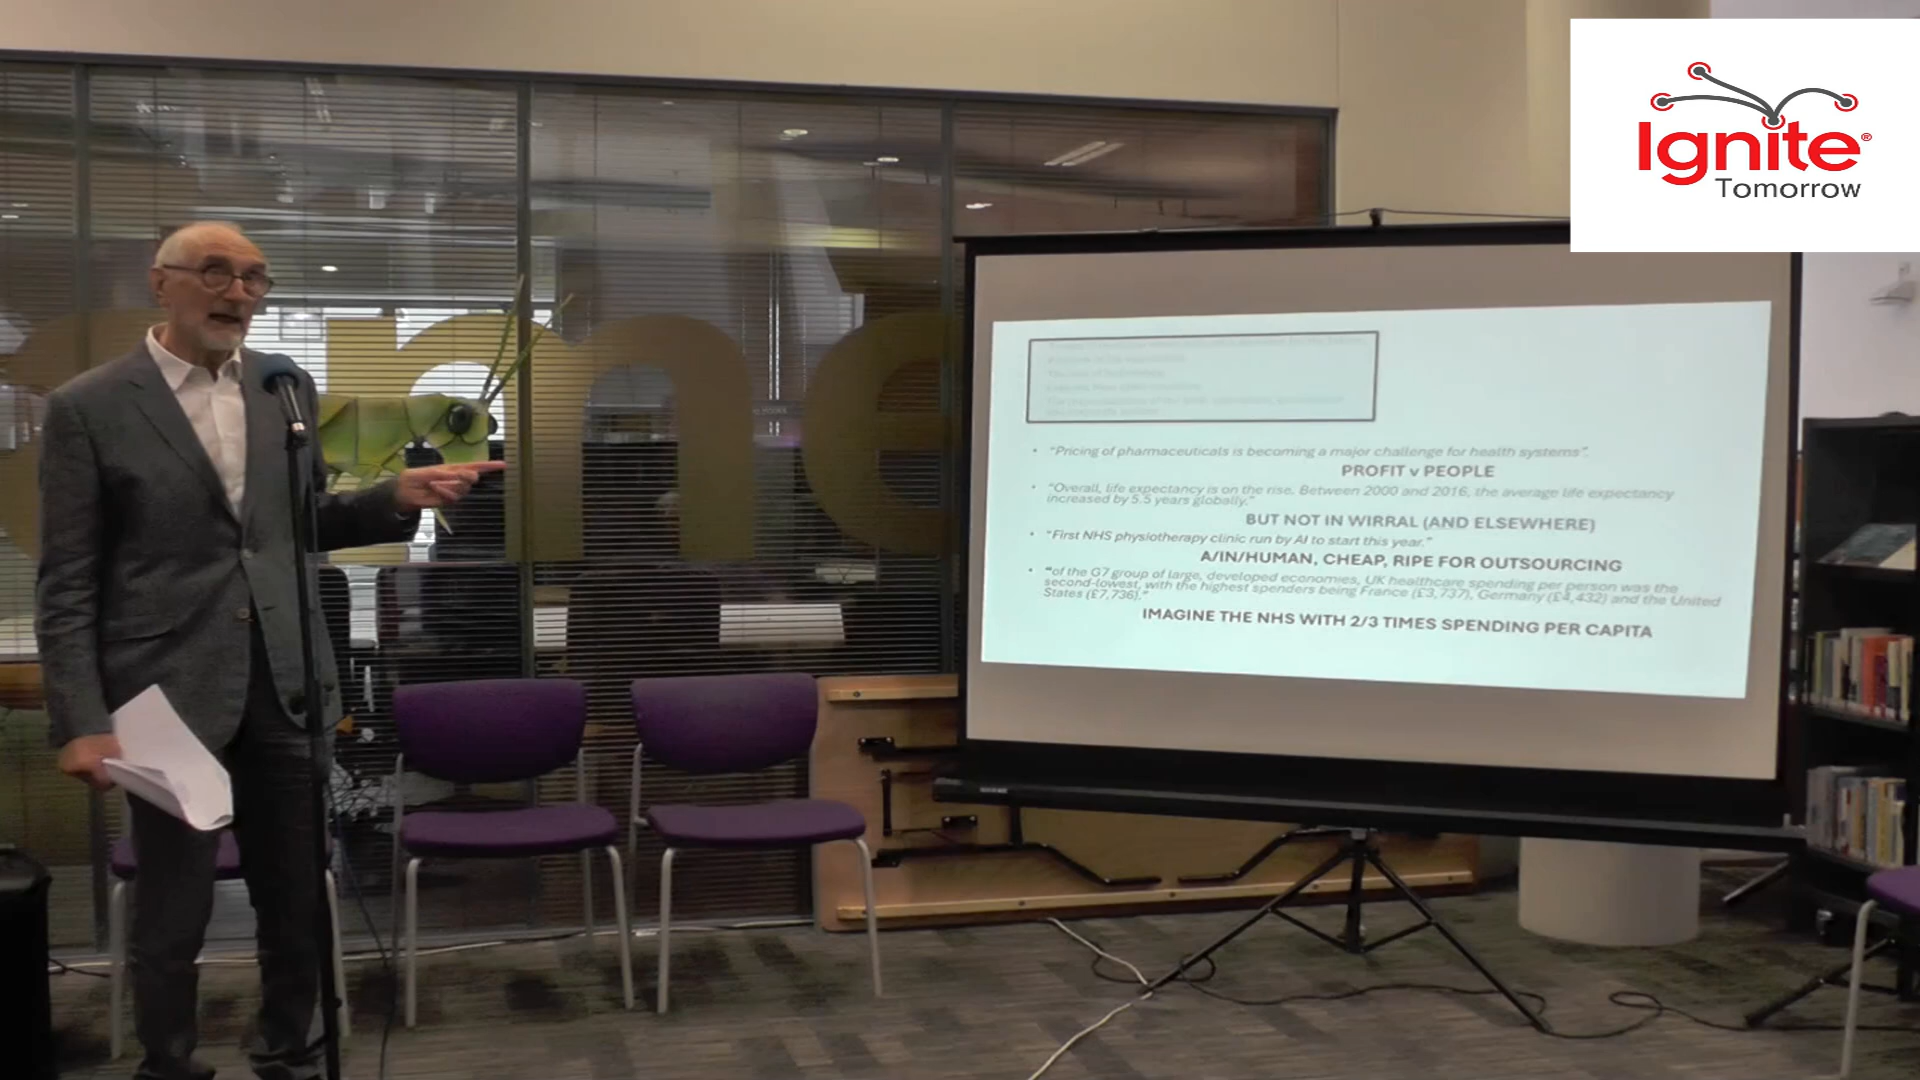 Ignite®
Tomorrow
• "Pricing of pharmaceuticals is becoming a major challenge for health systems".
PROFIT v PEOPLE
• "Overall, life expectancy is on the rise. Between 2000 and 2016, the average life expectancy
increased by 5.5 years globally."
BUT NOT IN WIRRAL (AND ELSEWHERE)
• "First NHS physiotherapy clinic run by AI to start this year."
A/IN/HUMAN, CHEAP, RIPE FOR OUTSOURCING
• "of the G7 group of large, developed economies, UK healthcare spending per person was the
second-lowest, with the highest spenders being France (£3,737), Germany (£4,432) and the United
States (£7,736)."
IMAGINE THE NHS WITH 2/3 TIMES SPENDING PER CAPITA